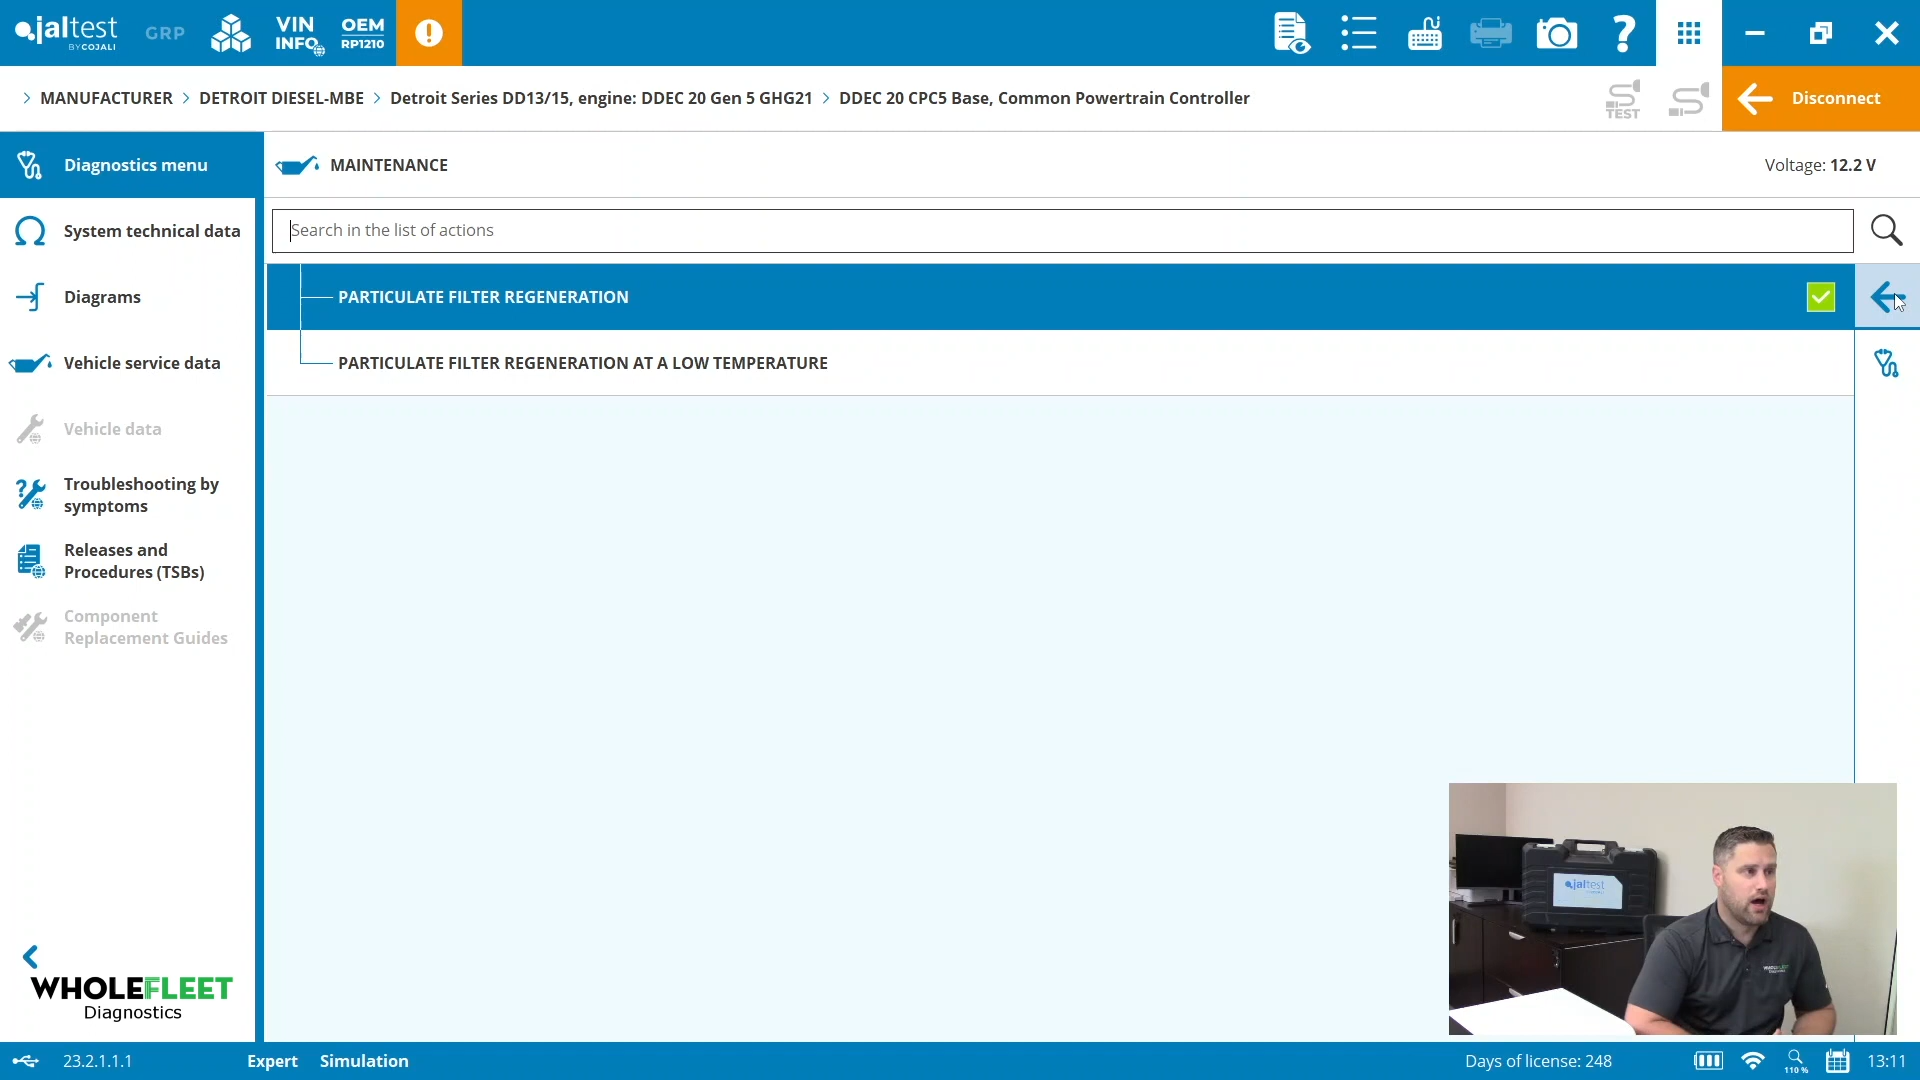 jaltest
BY COJALI
GRP
VIN
INFO
OEM
RP1210
TEST
MANUFACTURER > DETROIT DIESEL-MBE > Detroit Series DD13/15, engine: DDEC 20 Gen 5 GHG21 > DDEC 20 CPC5 Base, Common Powertrain Controller
Disconnect
Diagnostics menu
MAINTENANCE
Voltage: 12.2 V
System technical data
Search in the list of actions
Diagrams
PARTICULATE FILTER REGENERATION
Vehicle service data
PARTICULATE FILTER REGENERATION AT A LOW TEMPERATURE
Vehicle data
Troubleshooting by
symptoms
Releases and
Procedures (TSBs)
Component
Replacement Guides
jaltest
WHOLEFLEET
Diagnostics
23.2.1.1.1
Expert
Simulation
Days of license: 248
110 %
13:11